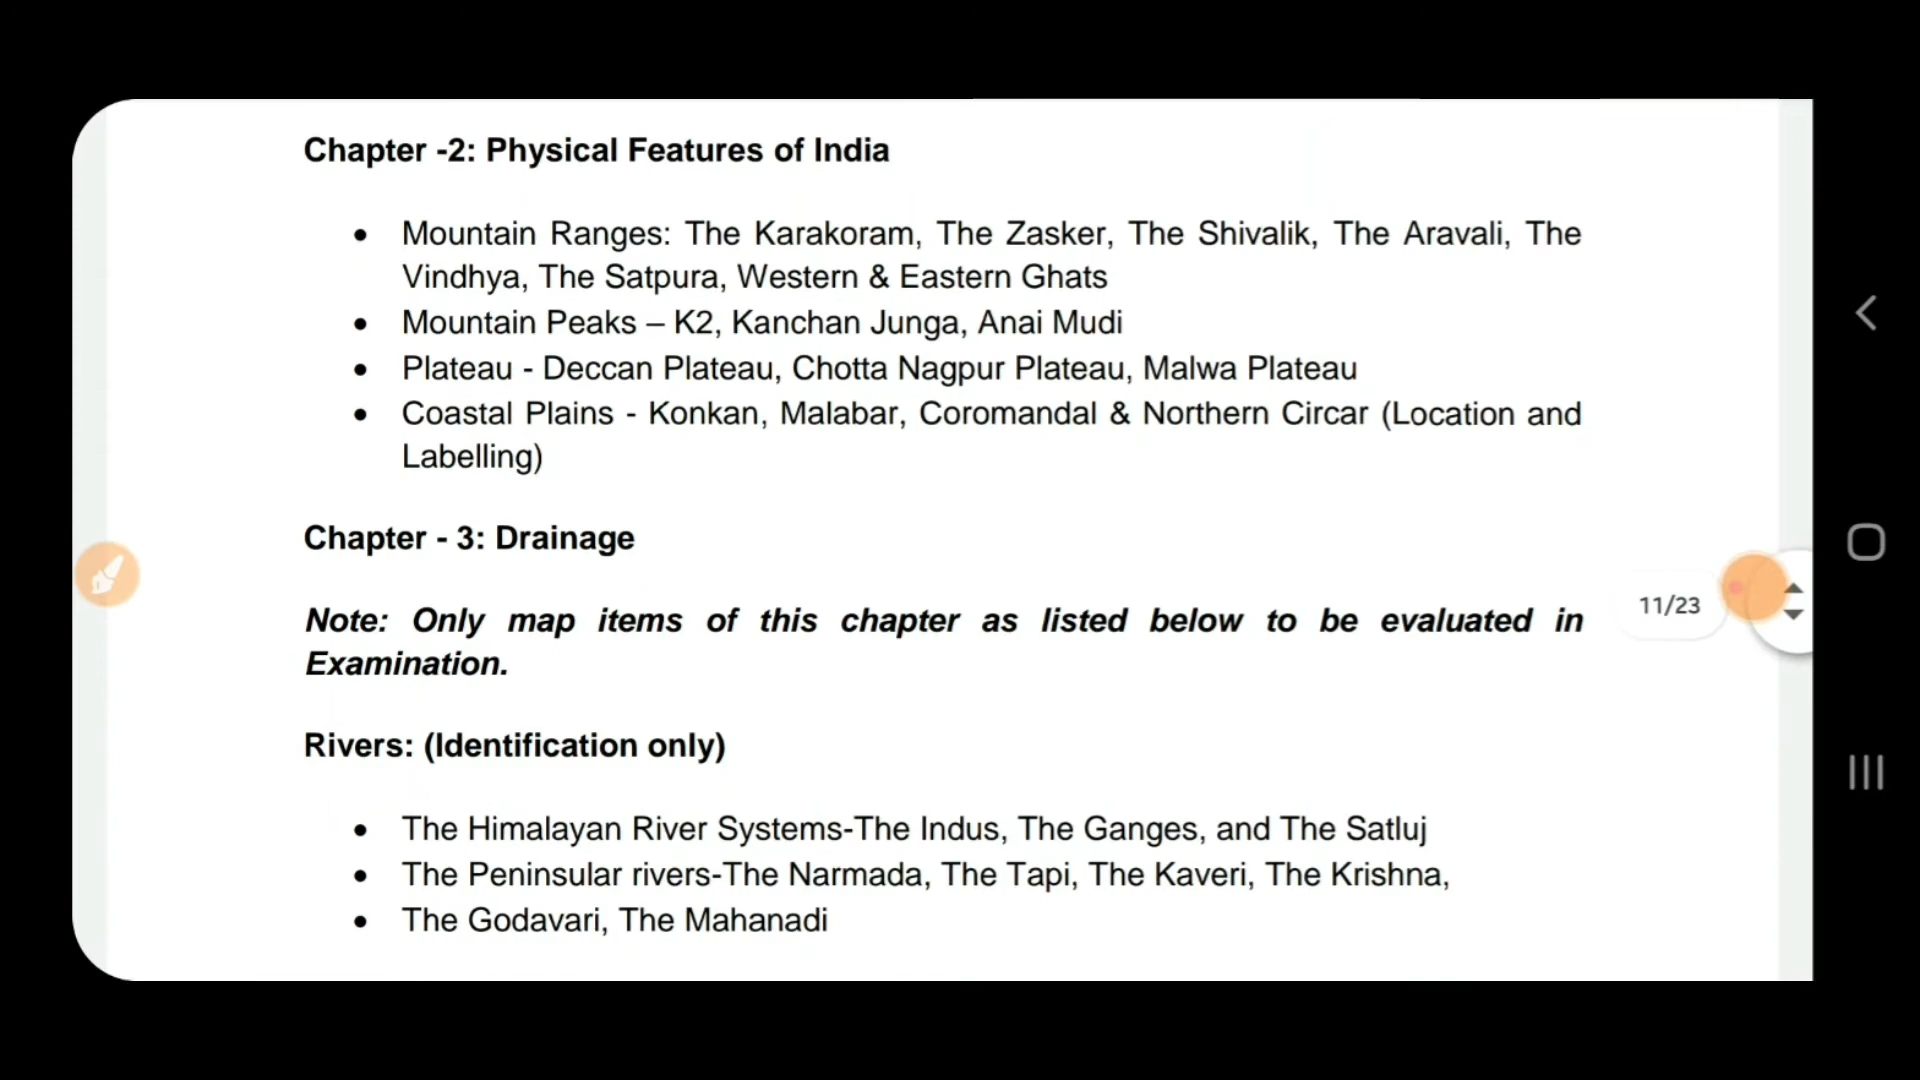 Chapter -2: Physical Features of India
• Mountain Ranges: The Karakoram, The Zasker, The Shivalik, The Aravali, The
Vindhya, The Satpura, Western & Eastern Ghats
• Mountain Peaks – K2, Kanchan Junga, Anai Mudi
• Plateau - Deccan Plateau, Chotta Nagpur Plateau, Malwa Plateau
• Coastal Plains - Konkan, Malabar, Coromandal & Northern Circar (Location and
Labelling)
Chapter - 3: Drainage
Note: Only map items of this chapter as listed below to be evaluated in
Examination.
11/23
Rivers: (Identification only)
• The Himalayan River Systems-The Indus, The Ganges, and The Satluj
• The Peninsular rivers-The Narmada, The Tapi, The Kaveri, The Krishna,
• The Godavari, The Mahanadi